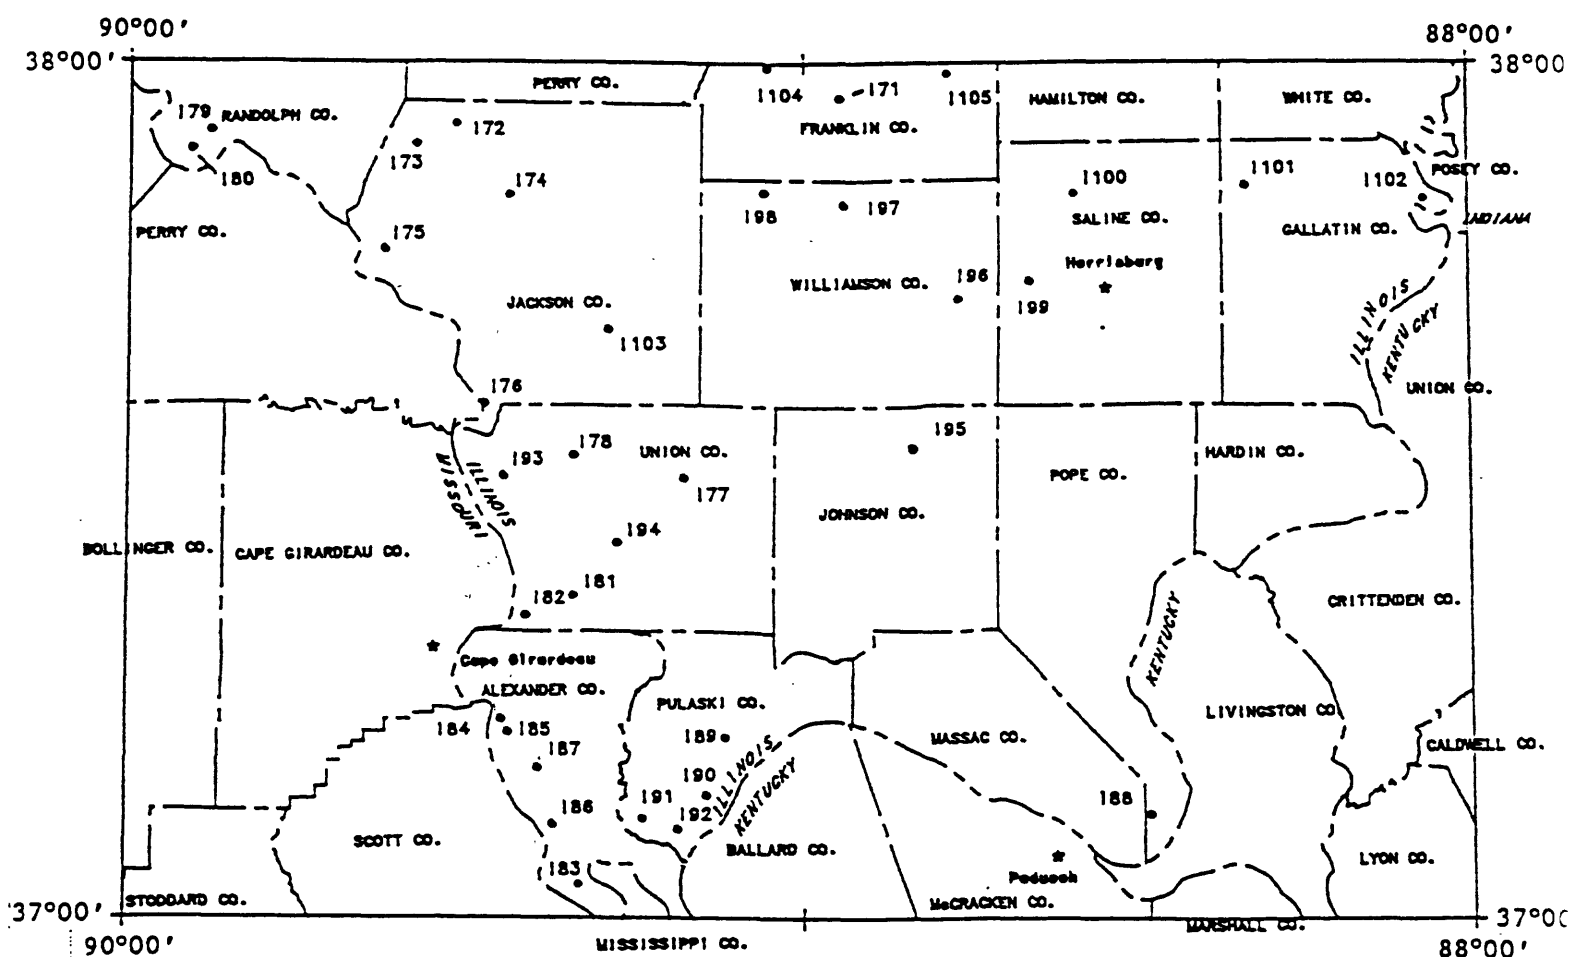 90°00'
88°00'
38°00'
38°00
PERRY CO.
179
RANDOLPH CO.
172
1104
171
1105
HAMILTON CO.
WHITE CO.
FRANKLIN CO.
173
180
174
1100
1101
1102
POSEY CO.
198
197
SALINE CO.
INDIANA
PERRY CO.
175
GALLATIN CO.
Harrisburg
196
WILLIAMSON CO.
199
JACKSON CO.
ILLINOIS
KENTUCKY
1103
176
UNION CO.
178
193
UNION CO.
195
HARDIN CO.
ILLINOIS
MISSOURI
177
POPE CO.
JOHNSON CO.
194
BOLLINGER CO.
CAPE GIRARDEAU CO.
181
182
CRITTENDEN CO.
KENTUCKY
Cape Girardeau
ALEXANDER CO.
PULASKI CO.
LIVINGSTON CO.
184
185
189
MASSAC CO.
CALDWELL CO.
187
ILLINOIS
KENTUCKY
190
191
192
186
188
SCOTT CO.
BALLARD CO.
LYON CO.
183
Paducah
STODDARD CO.
McCRACKEN CO.
37°00'
37°00
MARSHALL CO.
90°00'
MISSISSIPPI CO.
88°00'